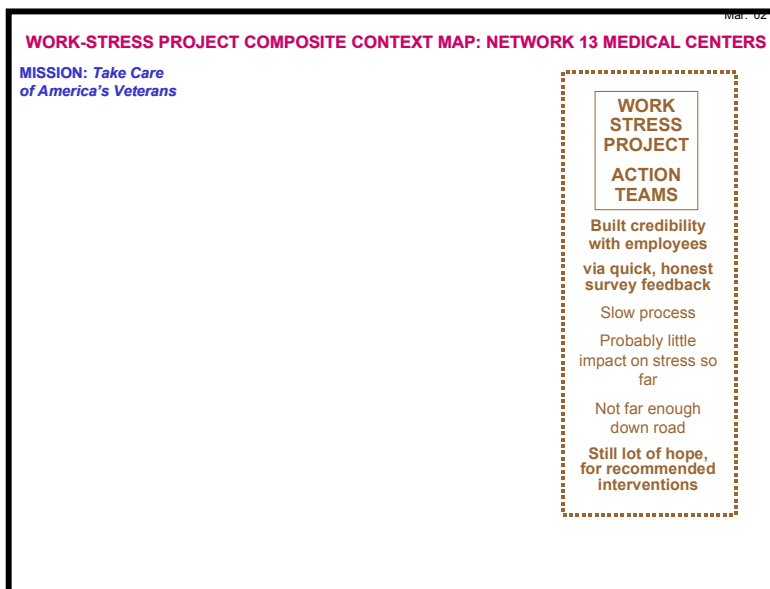 Mar. 02
WORK-STRESS PROJECT COMPOSITE CONTEXT MAP: NETWORK 13 MEDICAL CENTERS
MISSION: Take Care
of America's Veterans
WORK
STRESS
PROJECT
ACTION
TEAMS
Built credibility
with employees
via quick, honest
survey feedback
Slow process
Probably little
impact on stress so
far
Not far enough
down road
Still lot of hope,
for recommended
interventions